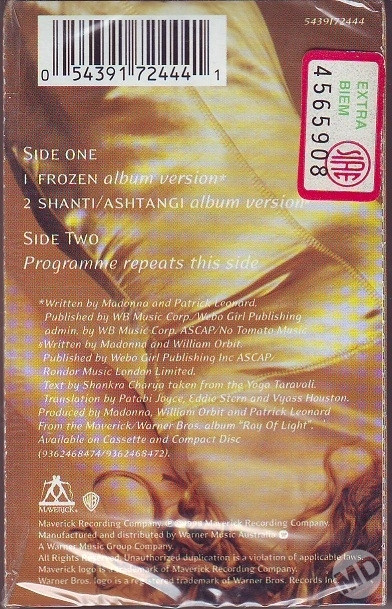 5439172444
0 54391 72444 1
EXTRA
BIEM
SIRE
4565908
SIDE ONE
1 FROZEN album version*
2 SHANTI/ASHTANGI album version
SIDE TWO
Programme repeats this side
*Written by Madonna and Patrick Leonard.
Published by WB Music Corp/ Webo Girl Publishing
admin. by WB Music Corp. ASCAP/No Tomato Music
Written by Madonna and William Orbit.
Published by Webo Girl Publishing Inc ASCAP/
Rondor Music London Limited.
Text by Shankra Charya taken from the Yoga Taravali.
Translation by Patabi Joyce, Eddie Stern and Vyass Houston.
Produced by Madonna, William Orbit and Patrick Leonard
From the Maverick/Warner Bros. album "Ray Of Light".
Available on Cassette and Compact Disc
(9362468474/9362468472).
MAVERICK WB
Maverick Recording Company. Maverick Recording Company.
Manufactured and distributed by Warner Music Australia
A Warner Music Group Company
All Rights Reserved. Unauthorized duplication is a violation of applicable laws.
Maverick logo is a trademark of Maverick Recording Company.
Warner Bros. logo is a registered trademark of Warner Bros. Records Inc.
MD